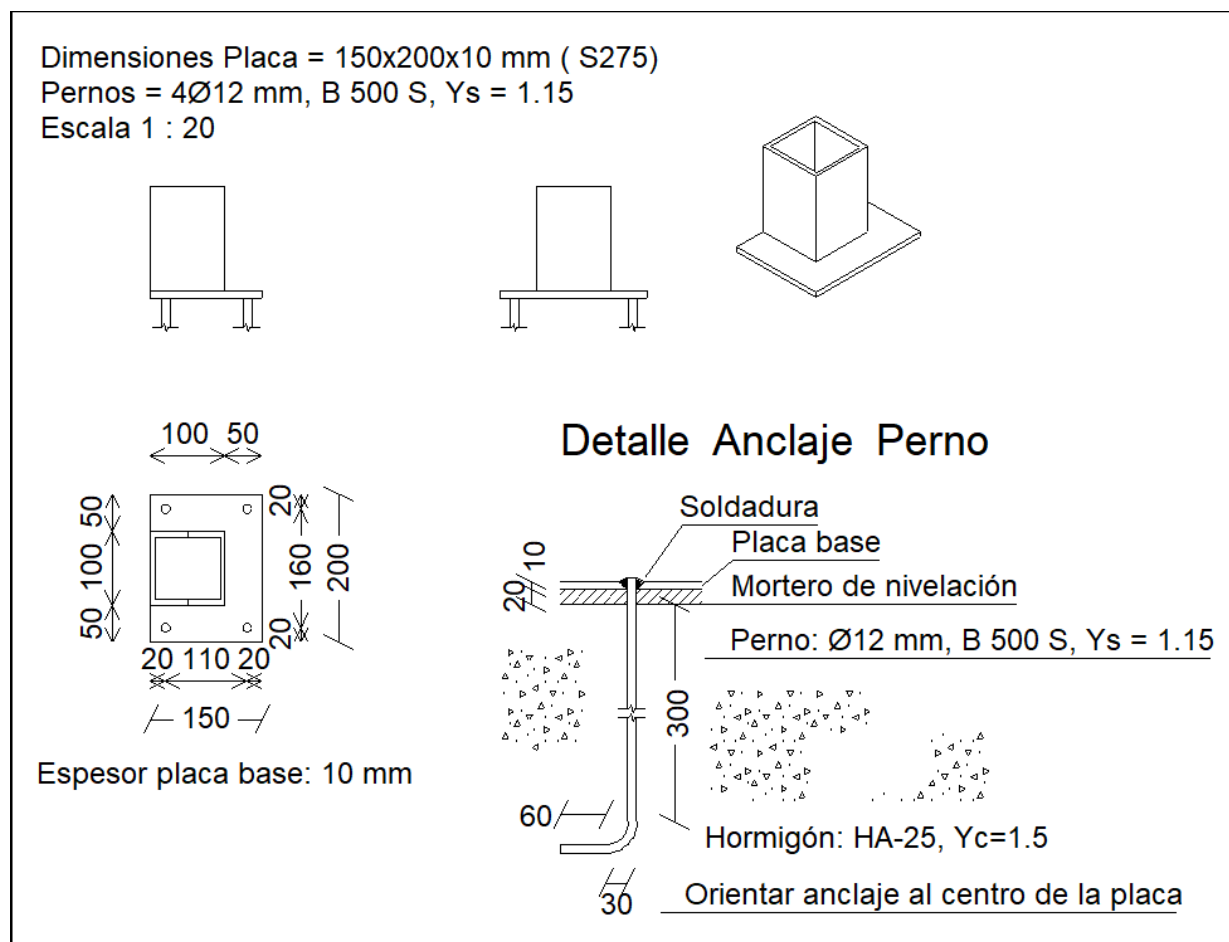 Dimensiones Placa = 150x200x10 mm ( S275)
Pernos = 4Ø12 mm, B 500 S, Ys = 1.15
Escala 1 : 20
100 50
50
100
50
20
160
20
200
20 110 20
150
Espesor placa base: 10 mm
Detalle Anclaje Perno
Soldadura
Placa base
Mortero de nivelación
10
20
Perno: Ø12 mm, B 500 S, Ys = 1.15
300
60
Hormigón: HA-25, Yc=1.5
30
Orientar anclaje al centro de la placa